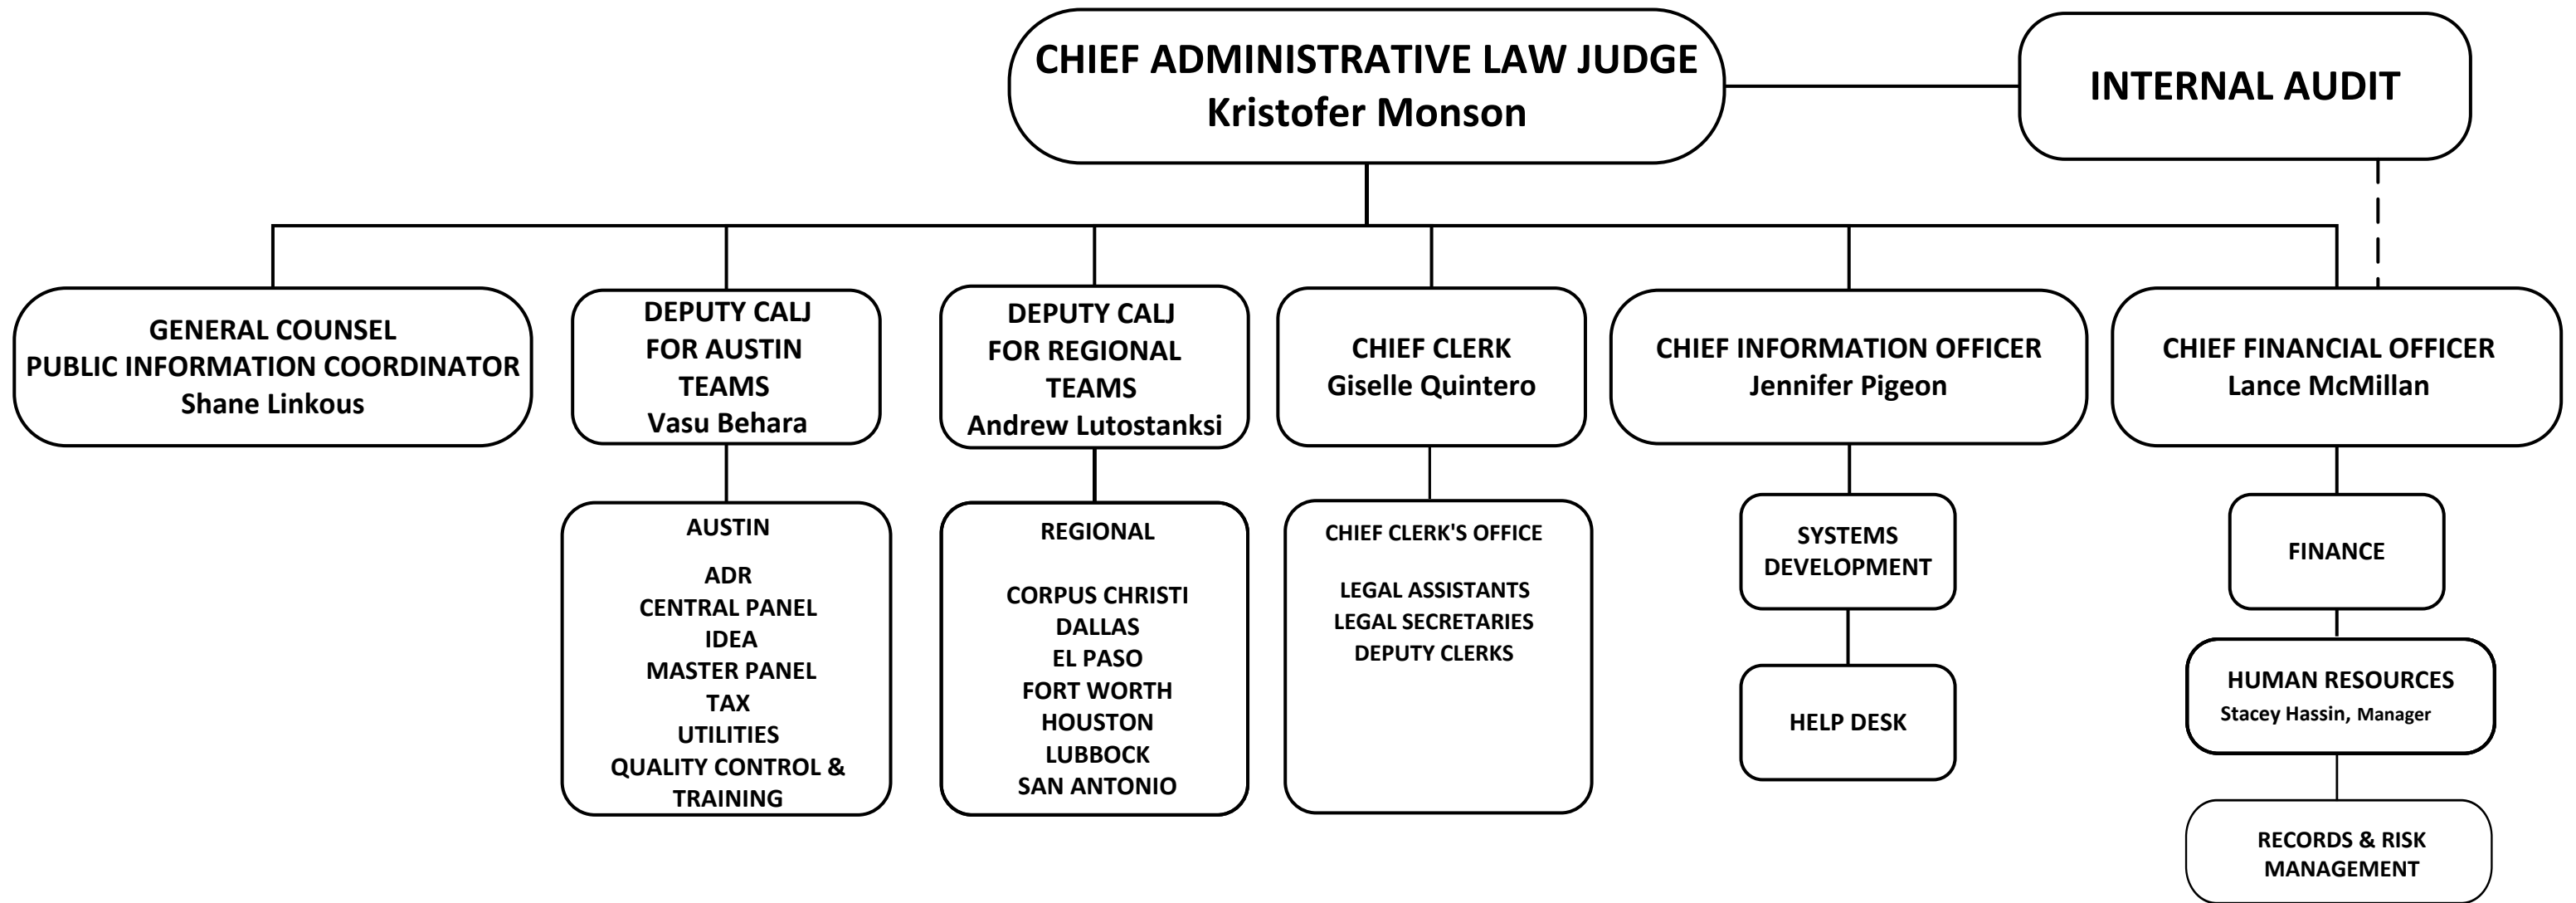 CHIEF ADMINISTRATIVE LAW JUDGE
Kristofer Monson
INTERNAL AUDIT
GENERAL COUNSEL
PUBLIC INFORMATION COORDINATOR
Shane Linkous
DEPUTY CALJ
FOR AUSTIN
TEAMS
Vasu Behara
DEPUTY CALJ
FOR REGIONAL
TEAMS
Andrew Lutostanksi
CHIEF CLERK
Giselle Quintero
CHIEF INFORMATION OFFICER
Jennifer Pigeon
CHIEF FINANCIAL OFFICER
Lance McMillan
AUSTIN
ADR
CENTRAL PANEL
IDEA
MASTER PANEL
TAX
UTILITIES
QUALITY CONTROL &
TRAINING
REGIONAL
CORPUS CHRISTI
DALLAS
EL PASO
FORT WORTH
HOUSTON
LUBBOCK
SAN ANTONIO
CHIEF CLERK'S OFFICE
LEGAL ASSISTANTS
LEGAL SECRETARIES
DEPUTY CLERKS
SYSTEMS
DEVELOPMENT
HELP DESK
FINANCE
HUMAN RESOURCES
Stacey Hassin, Manager
RECORDS & RISK
MANAGEMENT